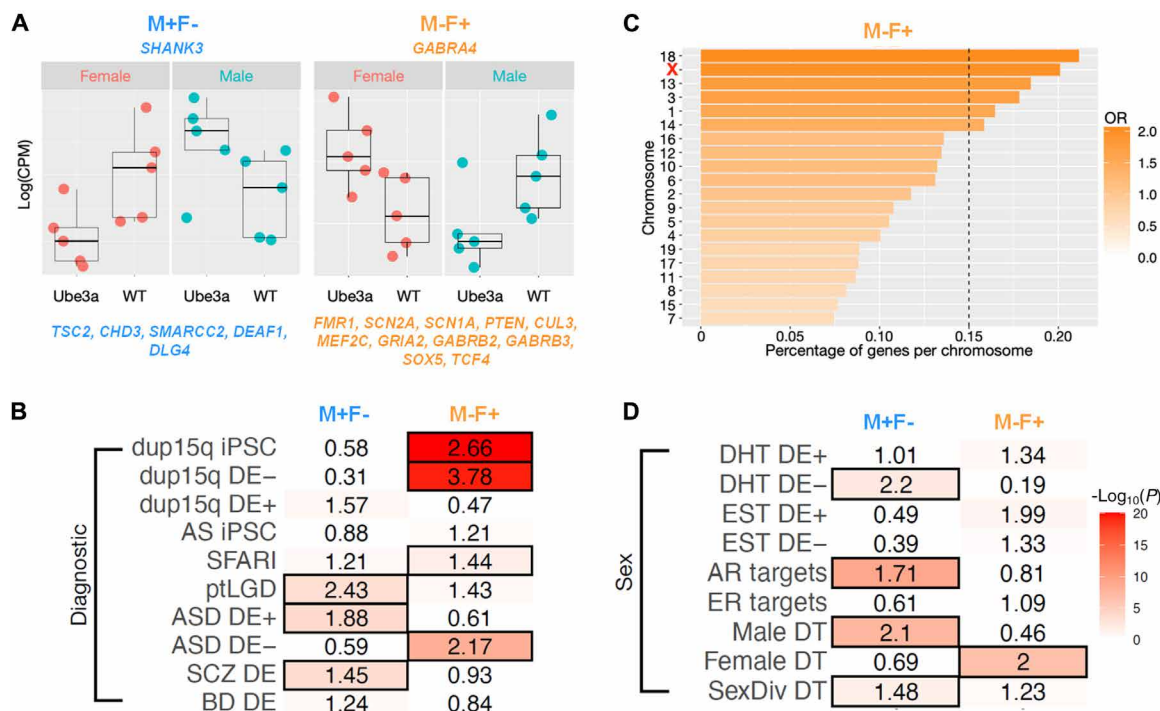 A
M+F-
SHANK3
Female
Male
Log(CPM)
Ube3a
WT
Ube3a
WT
TSC2, CHD3, SMARCC2, DEAF1,
DLG4
M-F+
GABRA4
Female
Male
Ube3a
WT
Ube3a
WT
FMR1, SCN2A, SCN1A, PTEN, CUL3,
MEF2C, GRIA2, GABRB2, GABRB3,
SOX5, TCF4
C
M-F+
Chromosome
18
X
13
3
1
14
16
12
10
6
2
9
5
4
19
17
11
8
15
7
0 0.05 0.10 0.15 0.20
Percentage of genes per chromosome
OR
2.0
1.5
1.0
0.5
0.0
B
M+F- M-F+
Diagnostic
dup15q iPSC 0.58 2.66
dup15q DE− 0.31 3.78
dup15q DE+ 1.57 0.47
AS iPSC 0.88 1.21
SFARI 1.21 1.44
ptLGD 2.43 1.43
ASD DE+ 1.88 0.61
ASD DE− 0.59 2.17
SCZ DE 1.45 0.93
BD DE 1.24 0.84
D
M+F- M-F+
Sex
DHT DE+ 1.01 1.34
DHT DE− 2.2 0.19
EST DE+ 0.49 1.99
EST DE− 0.39 1.33
AR targets 1.71 0.81
ER targets 0.61 1.09
Male DT 2.1 0.46
Female DT 0.69 2
SexDiv DT 1.48 1.23
-Log10(P)
20
15
10
5
0